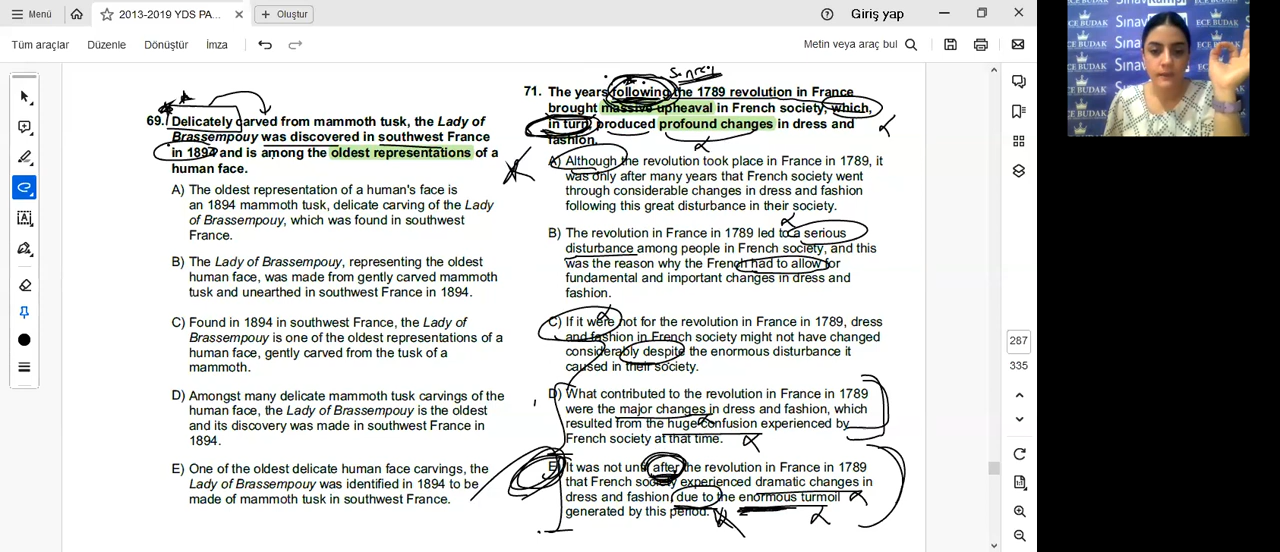 Menü
2013-2019 YDS PA...
Oluştur
Giriş yap
Tüm araçlar
Düzenle
Dönüştür
İmza
Metin veya araç bul
69. Delicately carved from mammoth tusk, the Lady of
Brassempouy was discovered in southwest France
in 1894 and is among the oldest representations of a
human face.
A) The oldest representation of a human's face is
an 1894 mammoth tusk, delicate carving of the Lady
of Brassempouy, which was found in southwest
France.
B) The Lady of Brassempouy, representing the oldest
human face, was made from gently carved mammoth
tusk and unearthed in southwest France in 1894.
C) Found in 1894 in southwest France, the Lady of
Brassempouy is one of the oldest representations of a
human face, gently carved from the tusk of a
mammoth.
D) Amongst many delicate mammoth tusk carvings of the
human face, the Lady of Brassempouy is the oldest
and its discovery was made in southwest France in
1894.
E) One of the oldest delicate human face carvings, the
Lady of Brassempouy was identified in 1894 to be
made of mammoth tusk in southwest France.
71. The years following the 1789 revolution in France
brought massive upheaval in French society, which,
in turn, produced profound changes in dress and
fashion.
A) Although the revolution took place in France in 1789, it
was only after many years that French society went
through considerable changes in dress and fashion
following this great disturbance in their society.
B) The revolution in France in 1789 led to a serious
disturbance among people in French society, and this
was the reason why the French had to allow for
fundamental and important changes in dress and
fashion.
C) If it were not for the revolution in France in 1789, dress
and fashion in French society might not have changed
considerably despite the enormous disturbance it
caused in their society.
D) What contributed to the revolution in France in 1789
were the major changes in dress and fashion, which
resulted from the huge confusion experienced by
French society at that time.
E) It was not until after the revolution in France in 1789
that French society experienced dramatic changes in
dress and fashion, due to the enormous turmoil
generated by this period.
287
335
ECE BUDAK
ECE BUDAK
ECE BUDAK